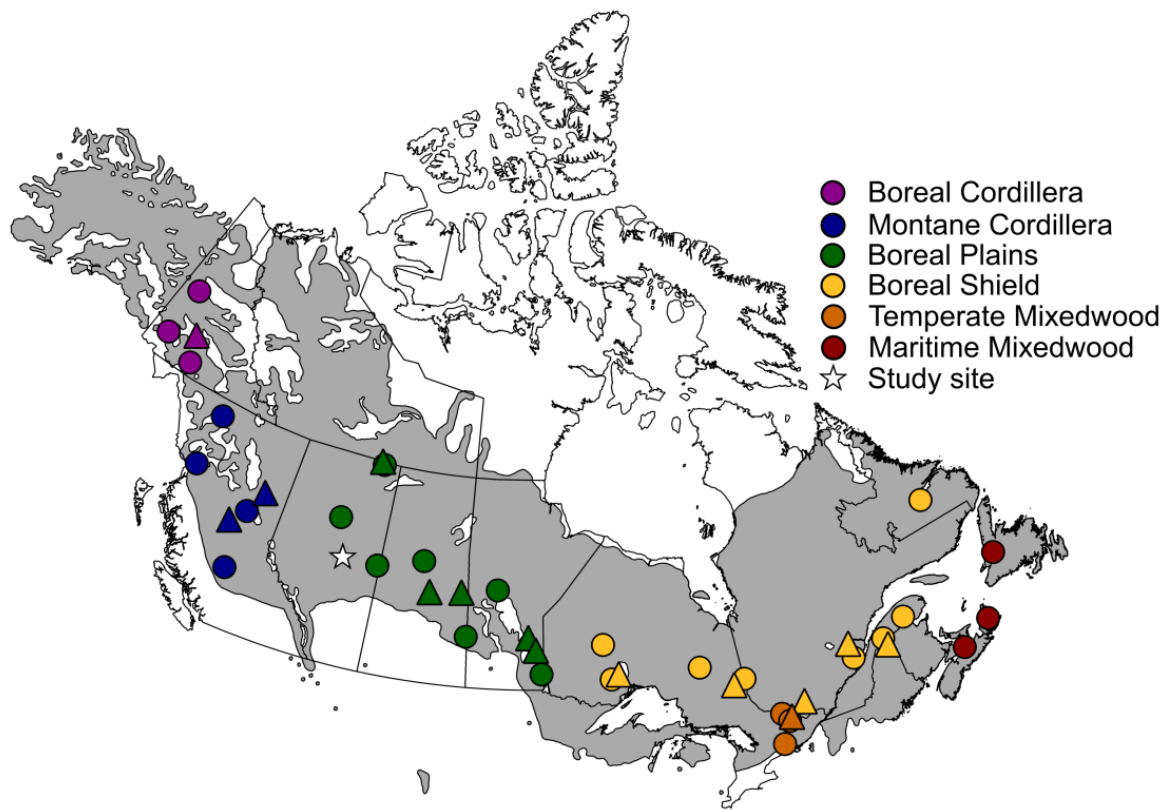 Boreal Cordillera
Montane Cordillera
Boreal Plains
Boreal Shield
Temperate Mixedwood
Maritime Mixedwood
Study site